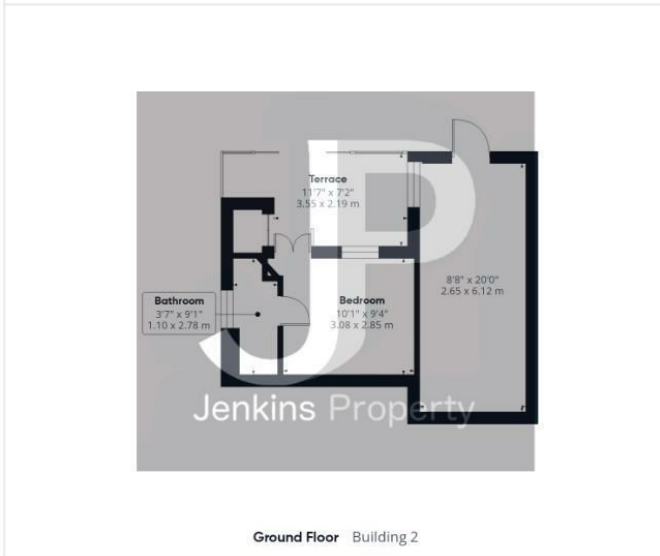 Terrace
11'7" x 7'2"
3.55 x 2.19 m
8'8" x 20'0"
2.65 x 6.12 m
Bathroom
3'7" x 9'1"
1.10 x 2.78 m
Bedroom
10'1" x 9'4"
3.08 x 2.85 m
JP
Jenkins Property
Ground Floor Building 2